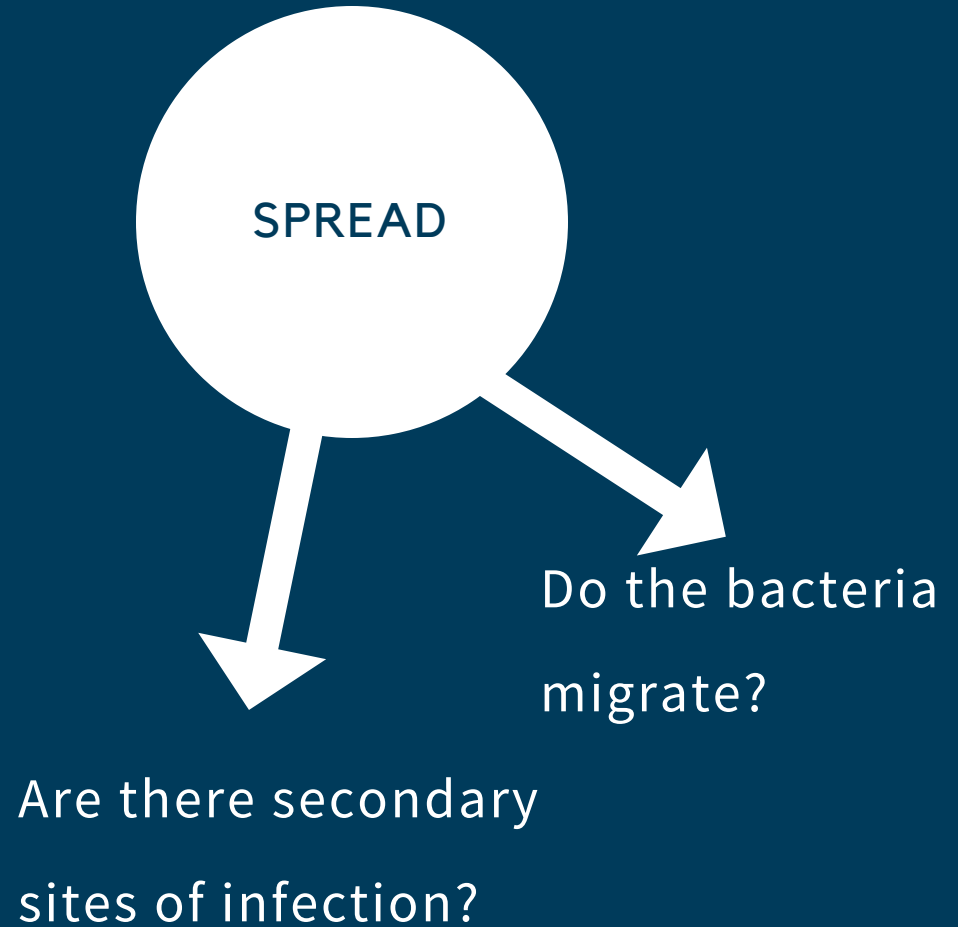 SPREAD
Do the bacteria
migrate?
Are there secondary
sites of infection?